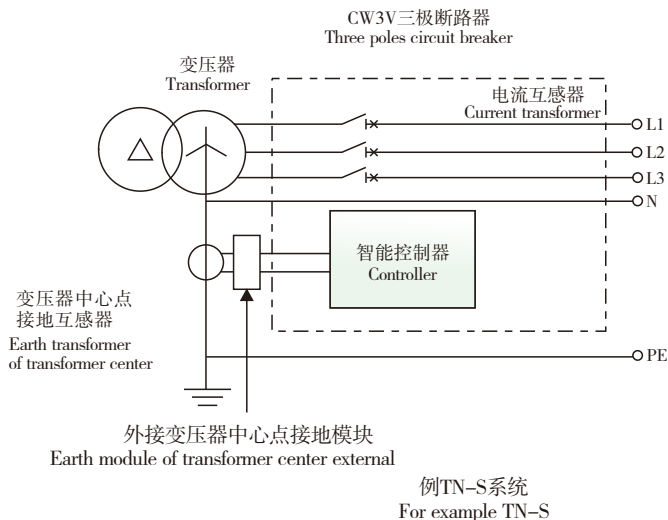 CW3V三极断路器
Three poles circuit breaker
变压器
Transformer
电流互感器
Current transformer
L1
L2
L3
N
智能控制器
Controller
变压器中心点
接地互感器
Earth transformer
of transformer center
PE
外接变压器中心点接地模块
Earth module of transformer center external
例TN-S系统
For example TN-S